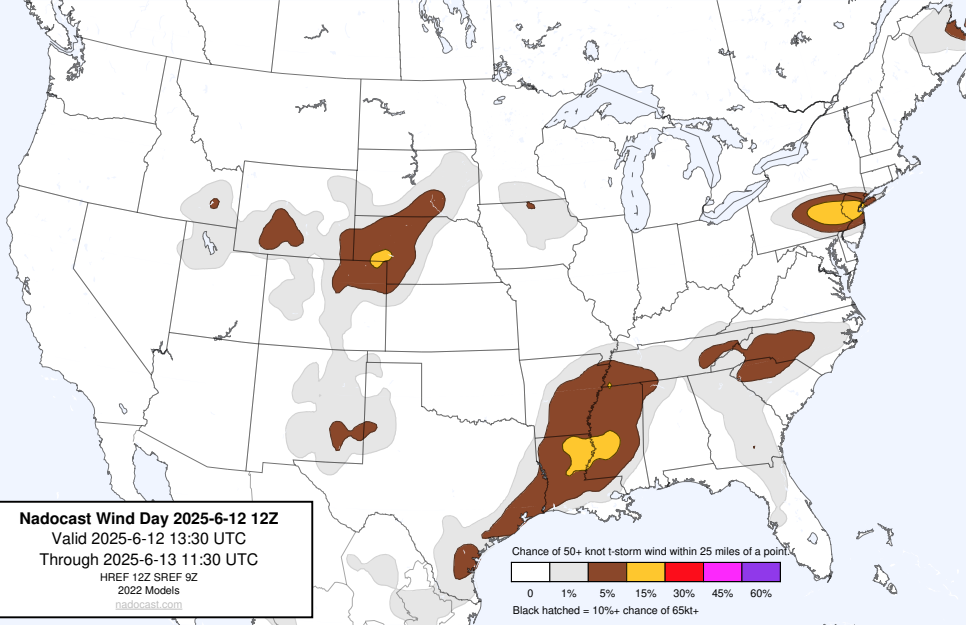 Nadocast Wind Day 2025-6-12 12Z
Valid 2025-6-12 13:30 UTC
Through 2025-6-13 11:30 UTC
HREF 12Z SREF 9Z
2022 Models
nadocast.com
Chance of 50+ knot t-storm wind within 25 miles of a point.
0 1% 5% 15% 30% 45% 60%
Black hatched = 10%+ chance of 65kt+